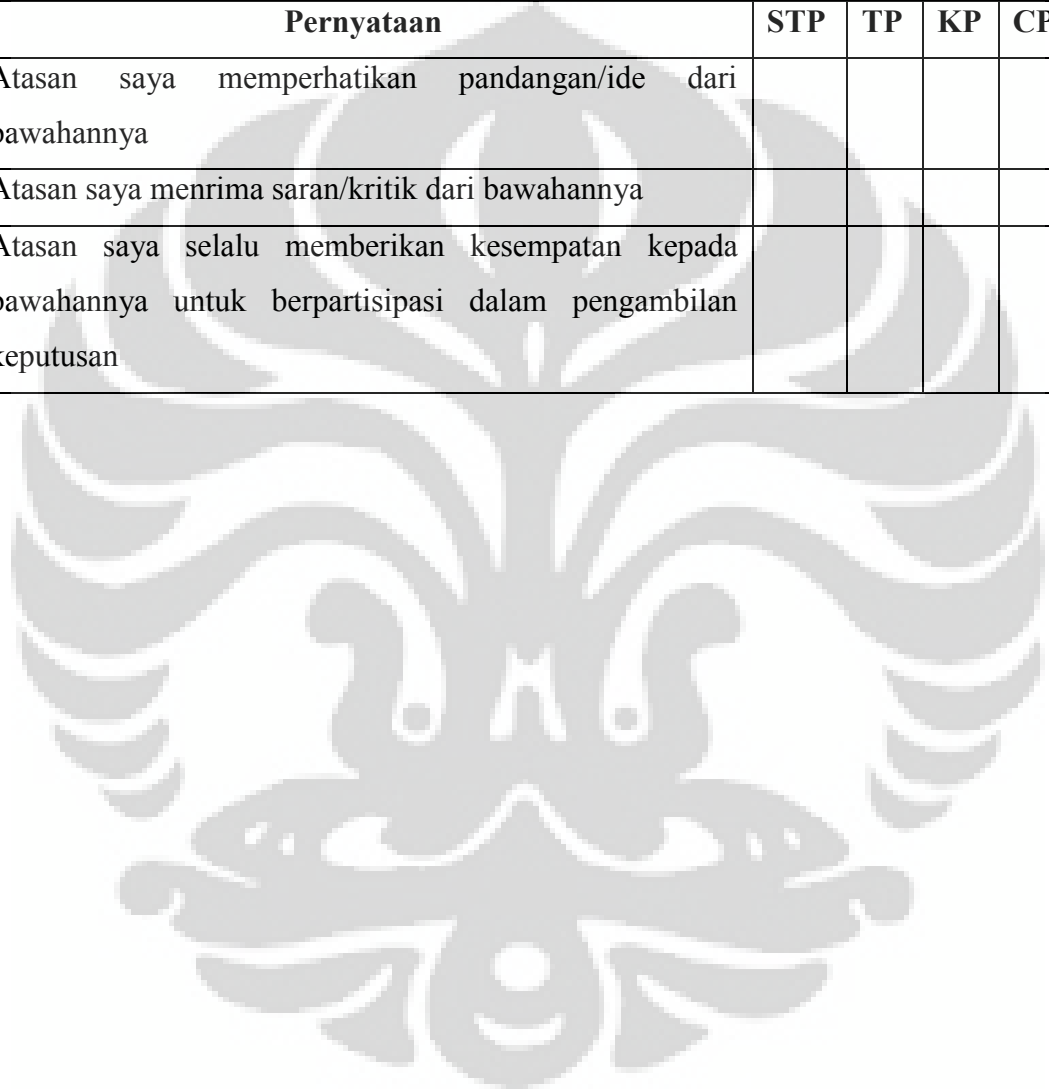 Pernyataan STP TP KP CP
Atasan saya memperhatikan pandangan/ide dari
bawahannya
Atasan saya menrima saran/kritik dari bawahannya
Atasan saya selalu memberikan kesempatan kepada
bawahannya untuk berpartisipasi dalam pengambilan
keputusan